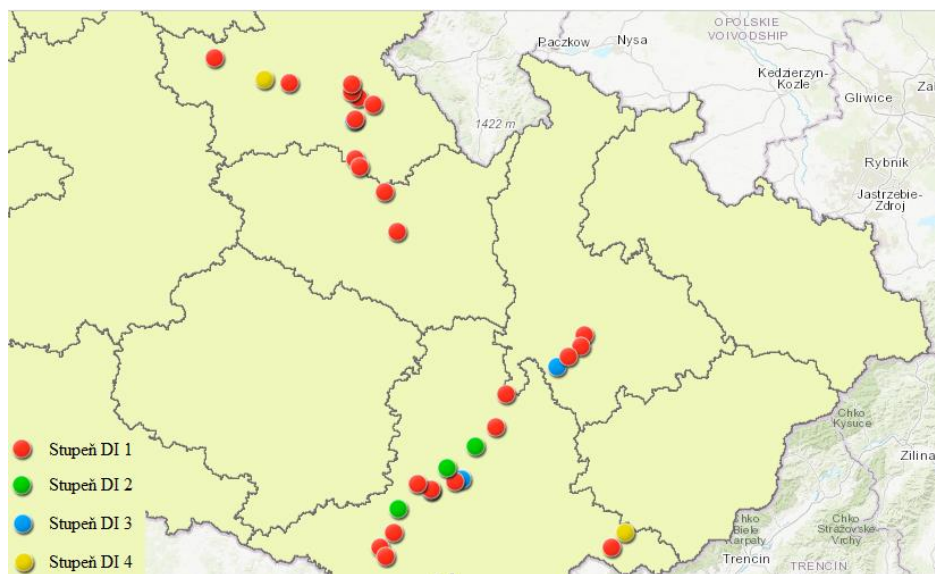 OPOLSKIE
VOIVODSHIP
Paczkow
Nysa
Kedzierzyn-
Kozle
Gliwice
Za
1422 m
Rybnik
Jastrzebie-
Zdroj
Chko
Kysuce
Zilina
Stupeň DI 1
Stupeň DI 2
Stupeň DI 3
Stupeň DI 4
Chko
Biele
Karpaty
Chko
Strážovské
Vrchy
Trencin
TRENCIN